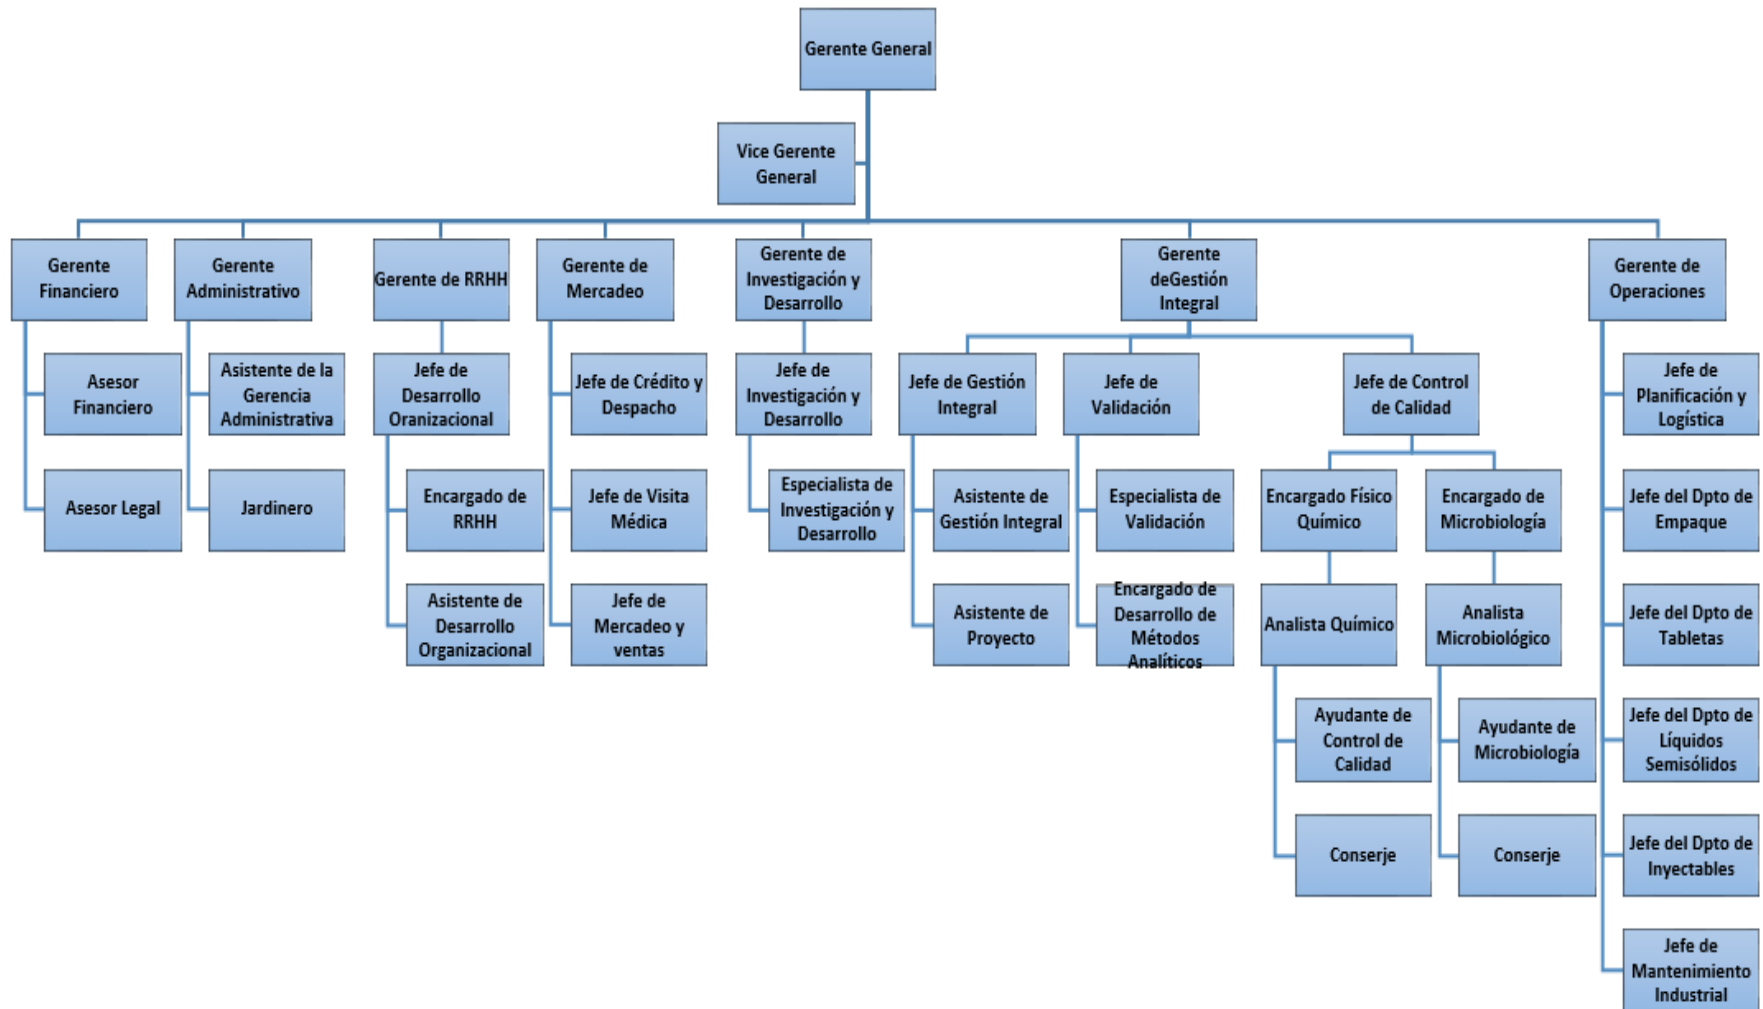 Gerente General
Vice Gerente
General
Gerente
Financiero
Gerente
Administrativo
Gerente de RRHH
Gerente de
Mercadeo
Gerente de
Investigación y
Desarrollo
Gerente
deGestión
Integral
Gerente de
Operaciones
Asesor
Financiero
Asistente de la
Gerencia
Administrativa
Jefe de
Desarrollo
Oranizacional
Jefe de Crédito y
Despacho
Jefe de
Investigación y
Desarrollo
Jefe de Gestión
Integral
Jefe de
Validación
Jefe de Control
de Calidad
Jefe de
Planificación y
Logística
Asesor Legal
Jardinero
Encargado de
RRHH
Jefe de Visita
Médica
Especialista de
Investigación y
Desarrollo
Asistente de
Gestión Integral
Especialista de
Validación
Encargado Físico
Químico
Encargado de
Microbiología
Jefe del Dpto de
Empaque
Asistente de
Desarrollo
Organizacional
Jefe de
Mercadeo y
ventas
Asistente de
Proyecto
Encargado de
Desarrollo de
Métodos
Analíticos
Analista Químico
Analista
Microbiológico
Jefe del Dpto de
Tabletas
Ayudante de
Control de
Calidad
Ayudante de
Microbiología
Jefe del Dpto de
Líquidos
Semisólidos
Conserje
Conserje
Jefe del Dpto de
Inyectables
Jefe de
Mantenimiento
Industrial